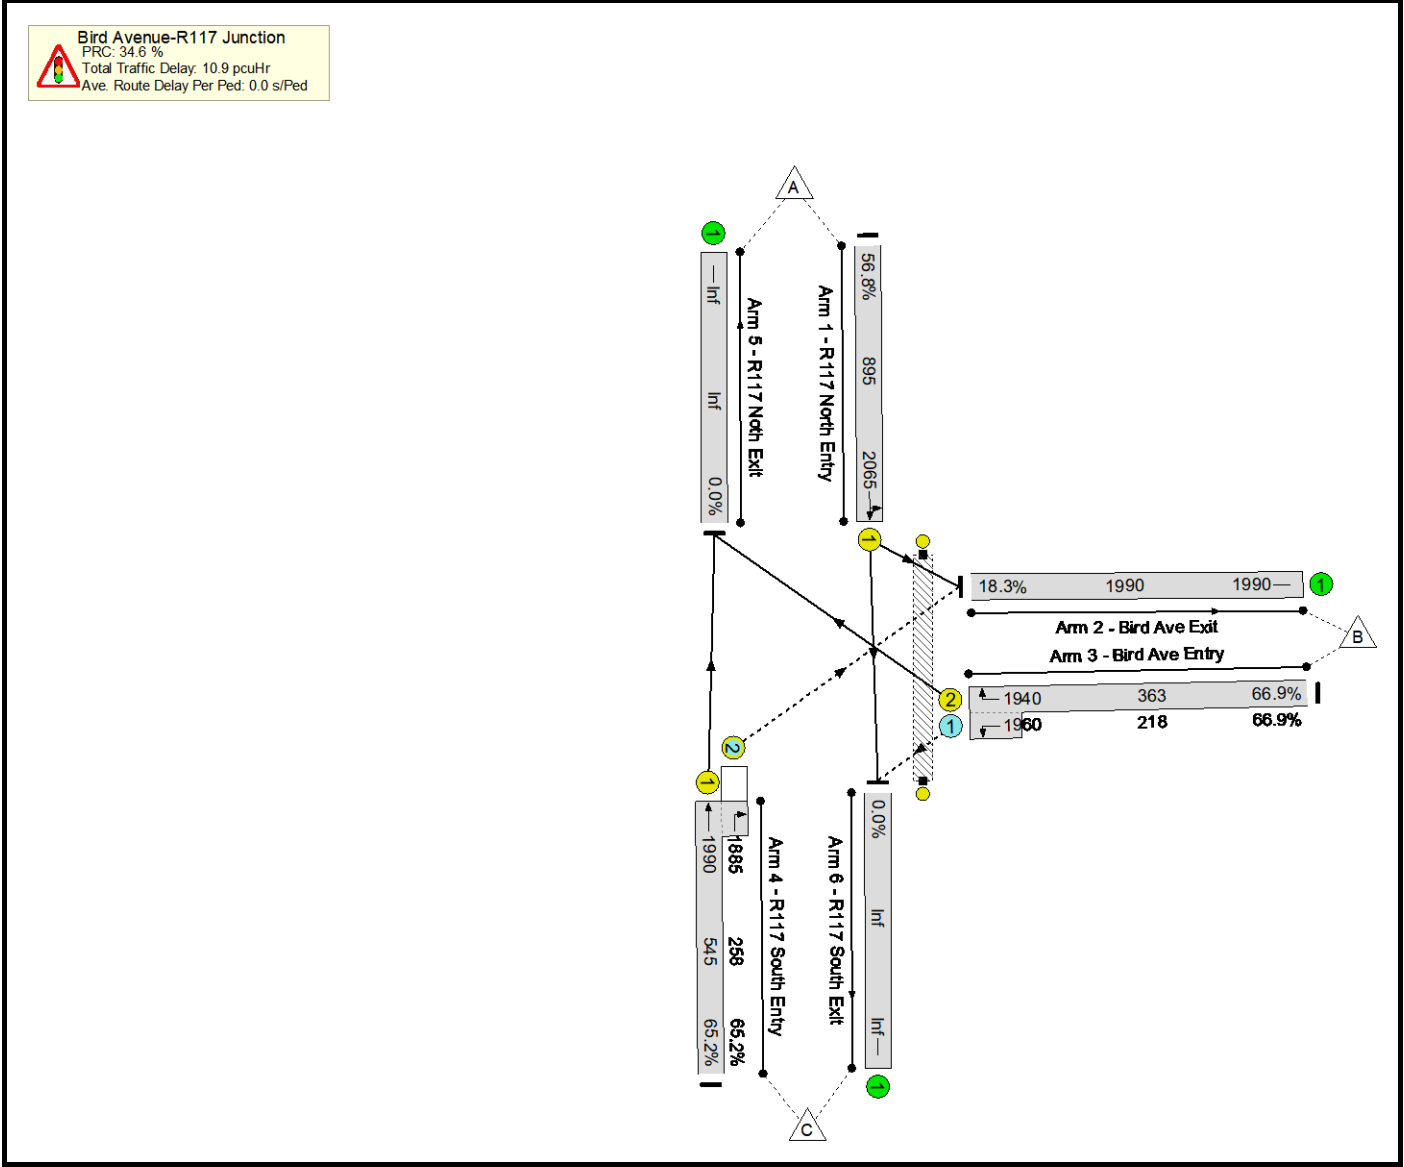 Bird Avenue-R117 Junction
PRC: 34.6 %
Total Traffic Delay: 10.9 pcuHr
Ave. Route Delay Per Ped: 0.0 s/Ped
A
1
Inf
Inf
0.0%
Arm 5 - R117 Noth Exit
Arm 1 - R117 North Entry
56.8%
895
2065
1
18.3%
1990
1990
1
Arm 2 - Bird Ave Exit
B
Arm 3 - Bird Ave Entry
2
1940
363
66.9%
1
1960
218
66.9%
2
1
1990
545
65.2%
1885
258
65.2%
Arm 4 - R117 South Entry
Arm 6 - R117 South Exit
0.0%
Inf
Inf
1
C